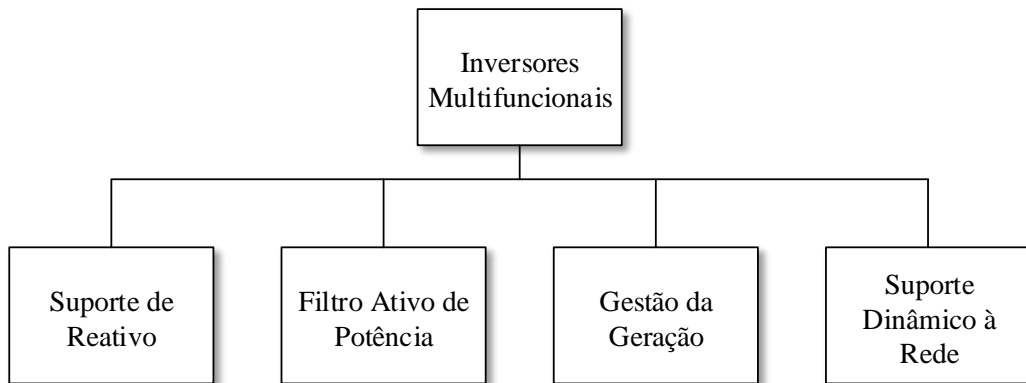 Inversores
Multifuncionais
Suporte de
Reativo
Filtro Ativo de
Potência
Gestão da
Geração
Suporte
Dinâmico à
Rede